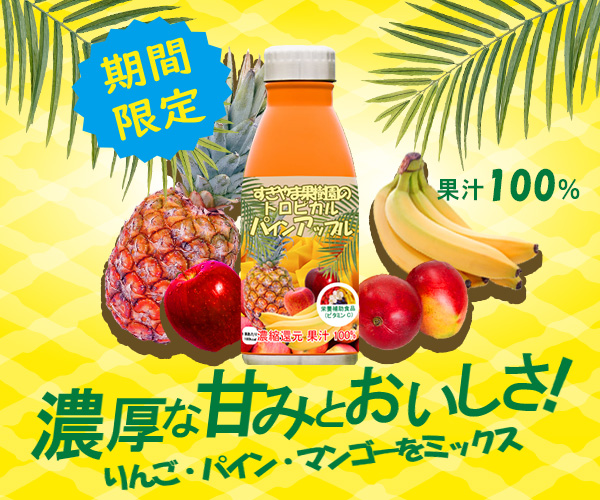 期間
限定
すぎやま果樹園の
トロピカル
パインアップル
果汁100%
栄養補助食品
(ビタミンC)
濃縮還元 果汁 100%
濃厚な甘みとおいしさ!
りんご・パイン・マンゴーをミックス